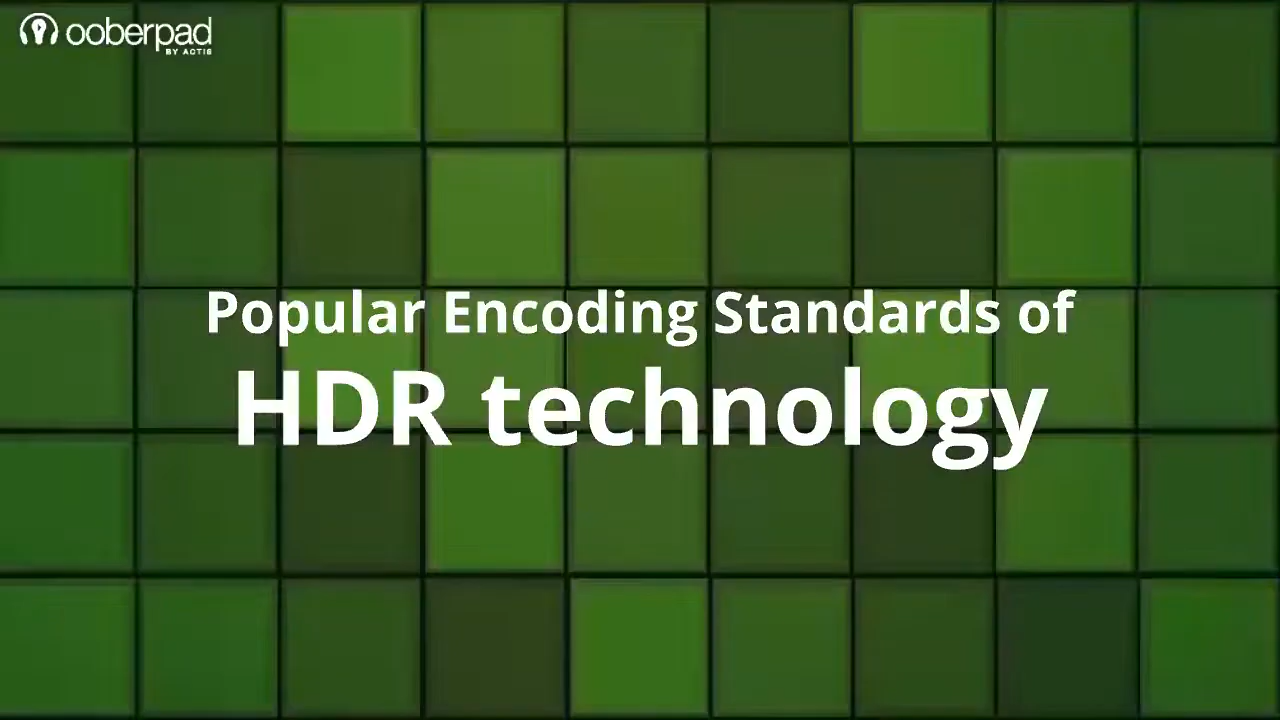 ooberpad
BY ACTIS
Popular Encoding Standards of
HDR technology